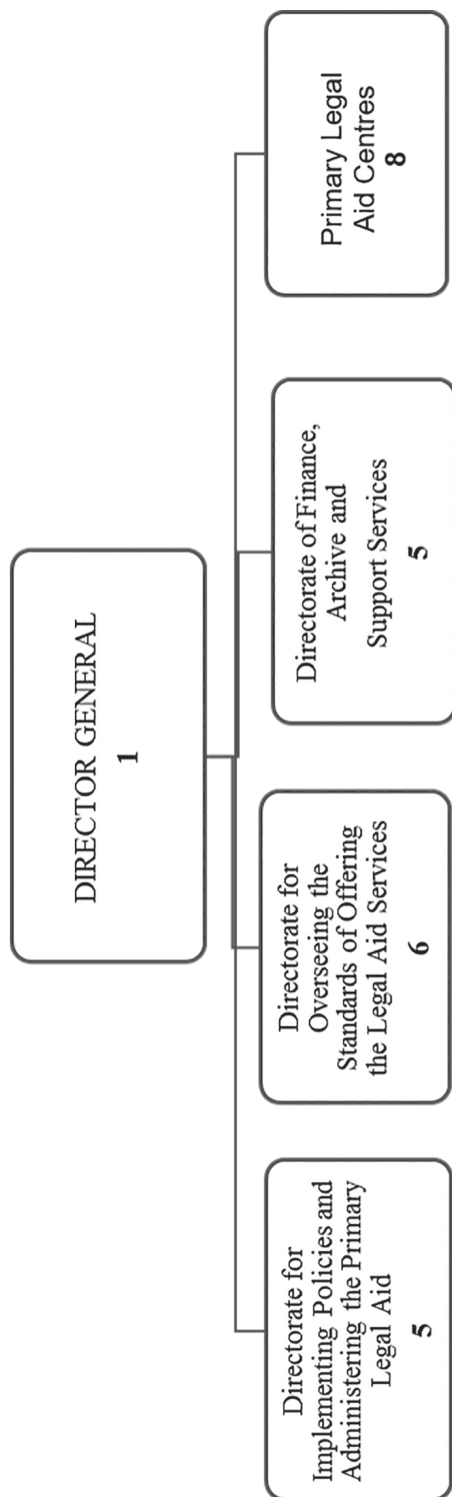 DIRECTOR GENERAL
1
Directorate for
Implementing Policies and
Administering the Primary
Legal Aid
5
Directorate for
Overseeing the
Standards of Offering
the Legal Aid Services
6
Directorate of Finance,
Archive and
Support Services
5
Primary Legal
Aid Centres
8